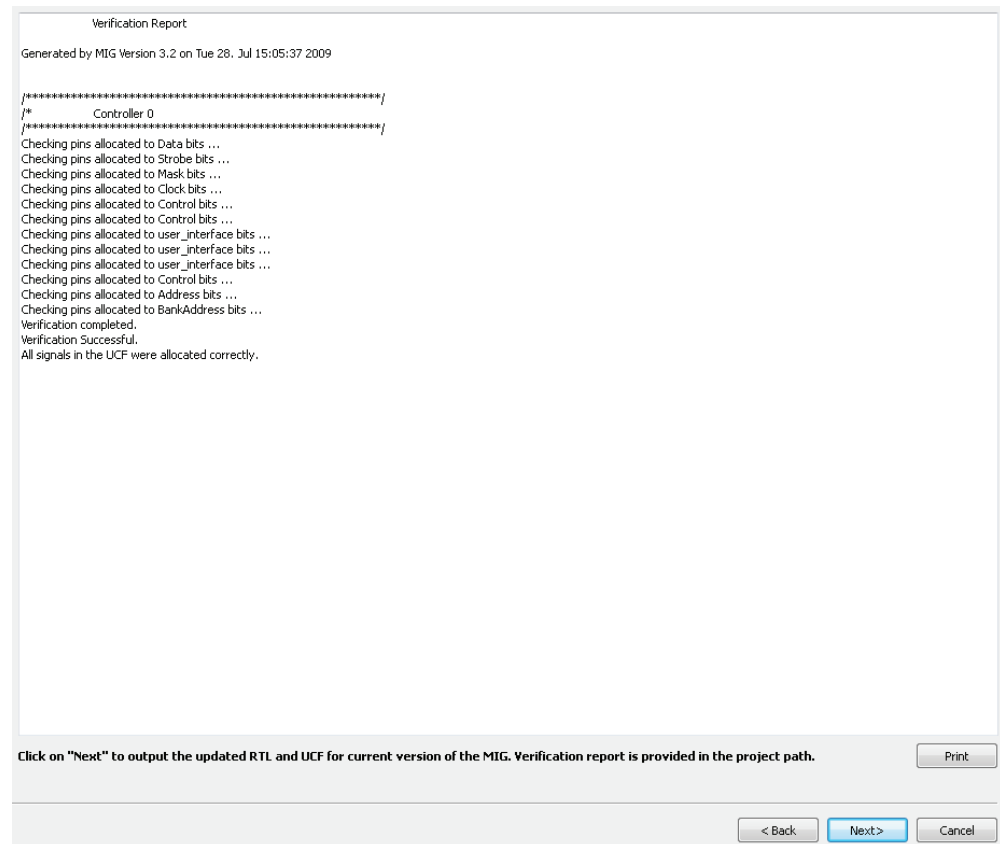 Verification Report
Generated by MIG Version 3.2 on Tue 28. Jul 15:05:37 2009
/*******************************************************/
/* Controller 0
/*******************************************************/
Checking pins allocated to Data bits ...
Checking pins allocated to Strobe bits ...
Checking pins allocated to Mask bits ...
Checking pins allocated to Clock bits ...
Checking pins allocated to Control bits ...
Checking pins allocated to Control bits ...
Checking pins allocated to user_interface bits ...
Checking pins allocated to user_interface bits ...
Checking pins allocated to user_interface bits ...
Checking pins allocated to Control bits ...
Checking pins allocated to Address bits ...
Checking pins allocated to BankAddress bits ...
Verification completed.
Verification Successful.
All signals in the UCF were allocated correctly.
Click on "Next" to output the updated RTL and UCF for current version of the MIG. Verification report is provided in the project path.
Print
< Back
Next>
Cancel